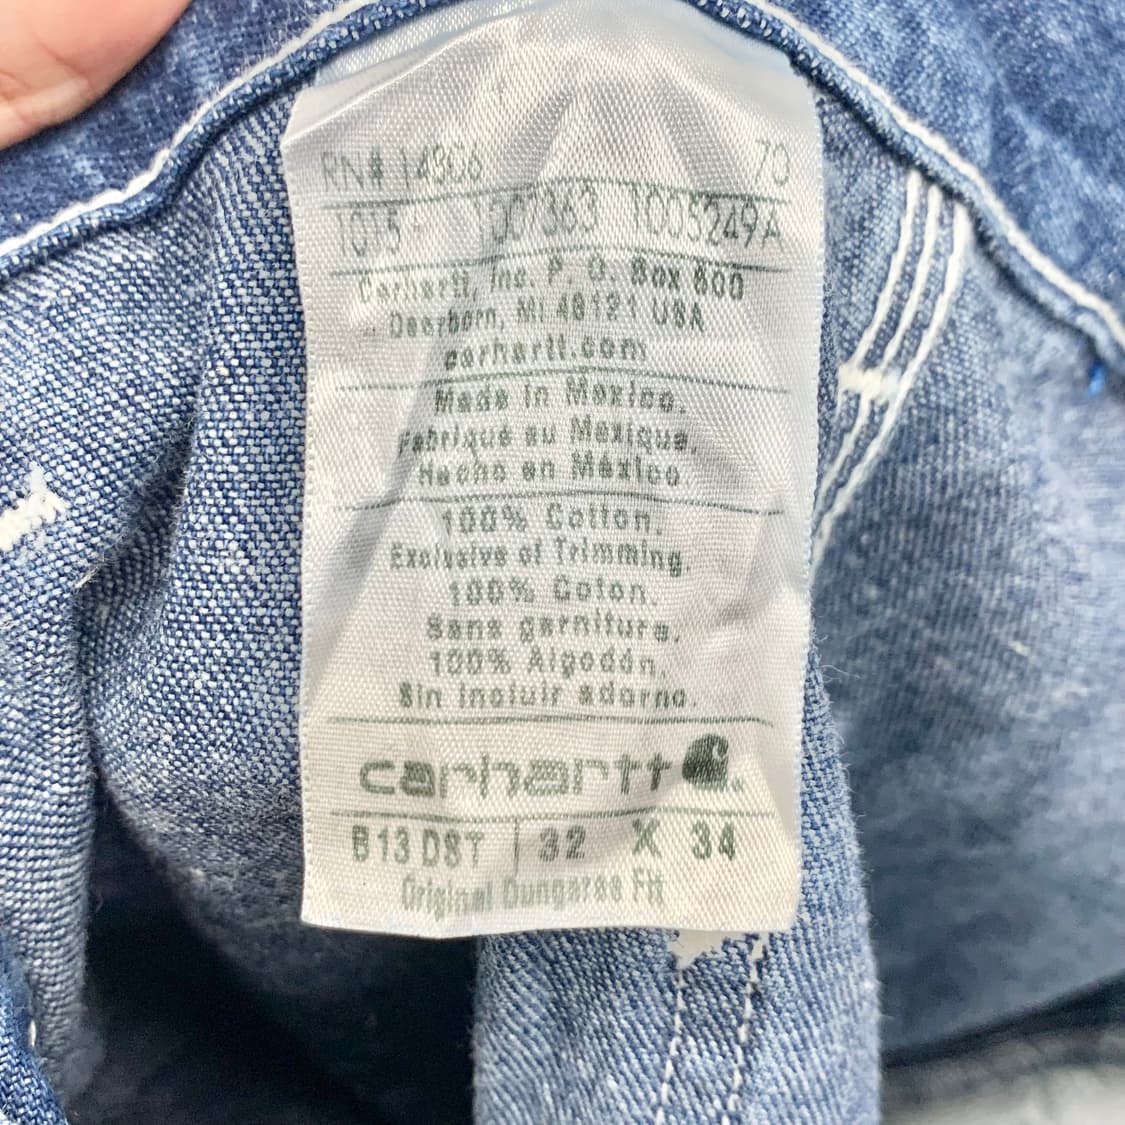 RN# 14806 70
1015 - 001363 1005249A
Carhartt, Inc. P. O. Box 600
Dearborn, MI 48121 USA
carhartt.com
Made in Mexico.
Fabriqué au Mexique.
Hecho en México.
100% Cotton.
Exclusive of Trimming.
100% Coton.
Sans garniture.
100% Algodón.
Sin incluir adorno.
carhartt
B13 DST | 32 X 34
Original Dungaree Fit